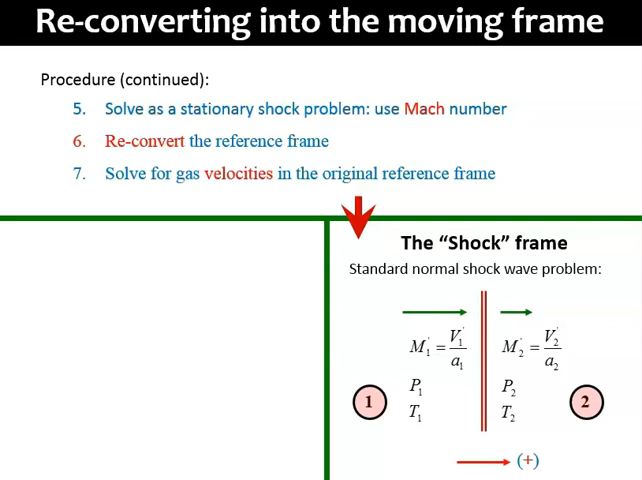 Re-converting into the moving frame
Procedure (continued):
5. Solve as a stationary shock problem: use Mach number
6. Re-convert the reference frame
7. Solve for gas velocities in the original reference frame
The “Shock” frame
Standard normal shock wave problem:
M₁' = V₁' / a₁
P₁
T₁
1
M₂' = V₂' / a₂
P₂
T₂
2
(+)